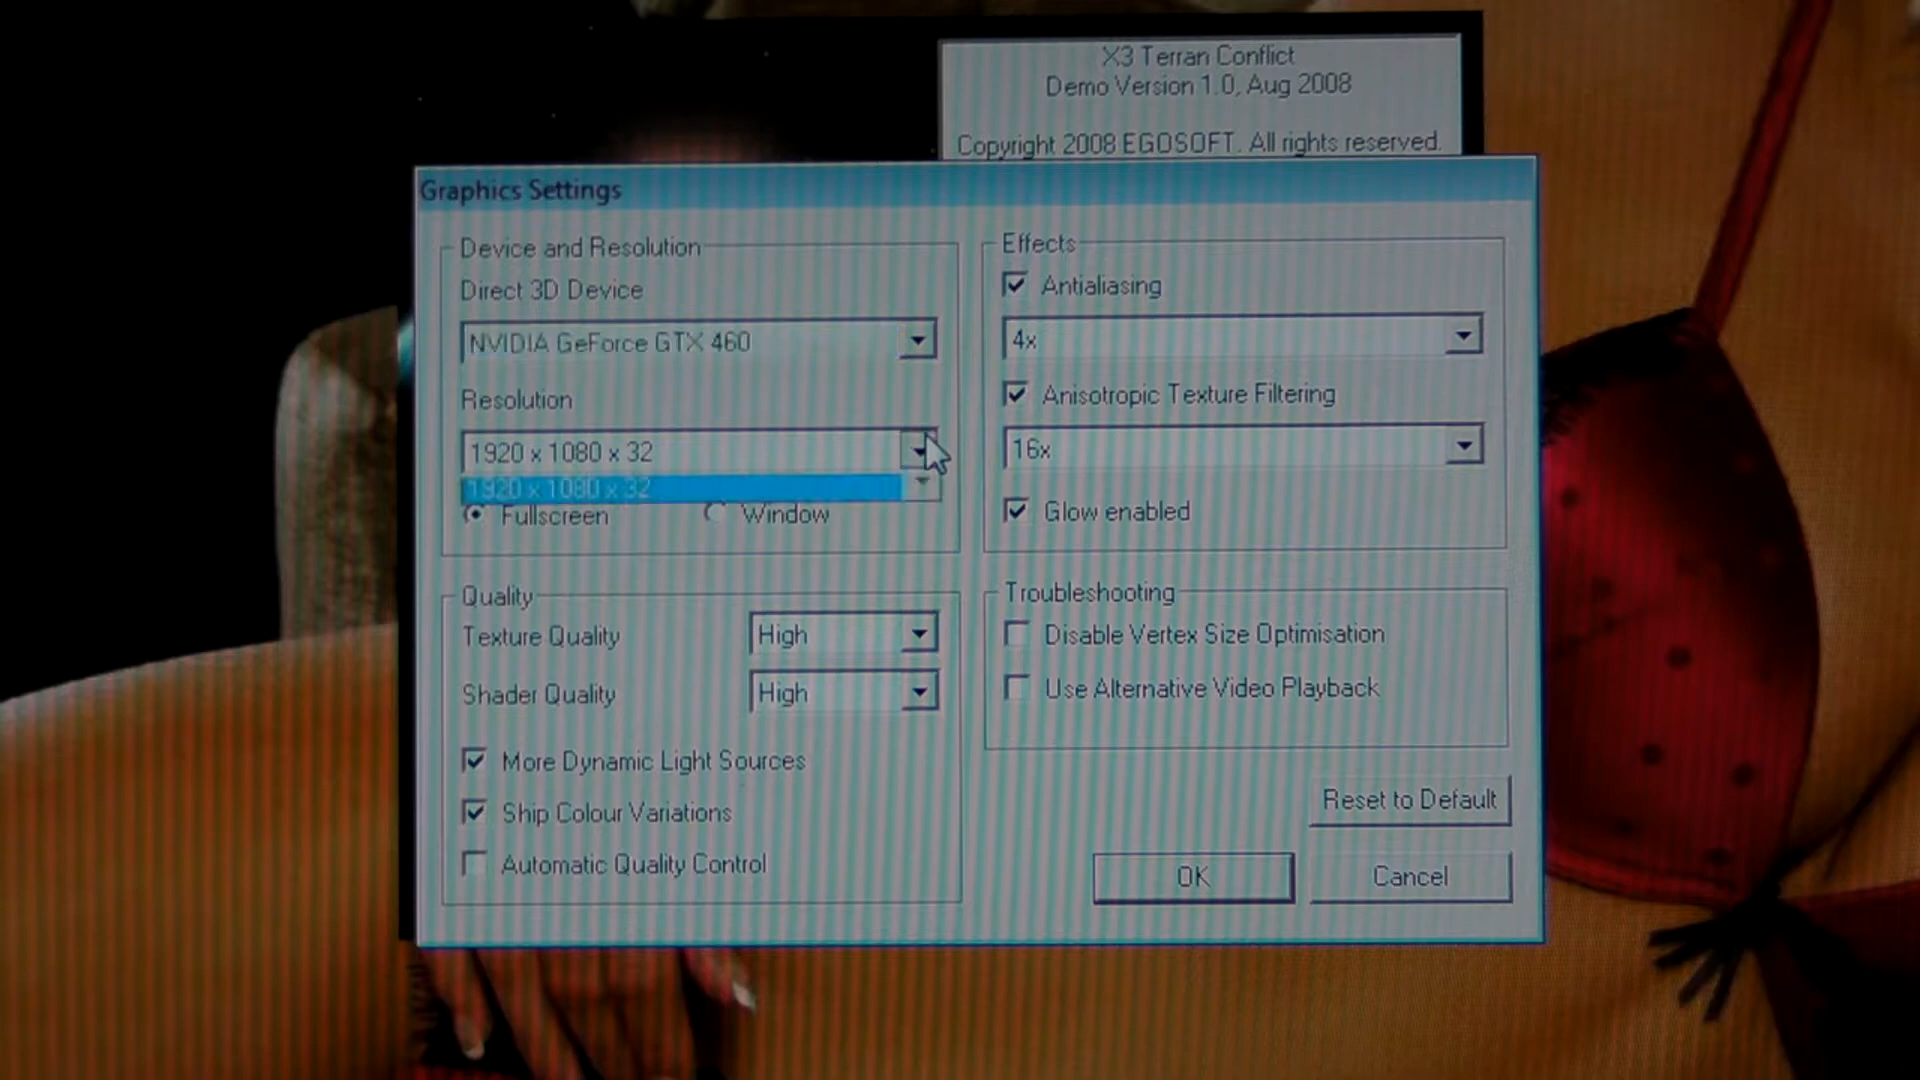 X3 Terran Conflict
Demo Version 1.0, Aug 2008
Copyright 2008 EGOSOFT. All rights reserved.
Graphics Settings
Device and Resolution
Direct 3D Device
NVIDIA GeForce GTX 460
Resolution
1920 x 1080 x 32
1920 x 1080 x 32
Fullscreen
Window
Effects
Antialiasing
4x
Anisotropic Texture Filtering
16x
Glow enabled
Quality
Texture Quality
High
Shader Quality
High
More Dynamic Light Sources
Ship Colour Variations
Automatic Quality Control
Troubleshooting
Disable Vertex Size Optimisation
Use Alternative Video Playback
Reset to Default
OK
Cancel